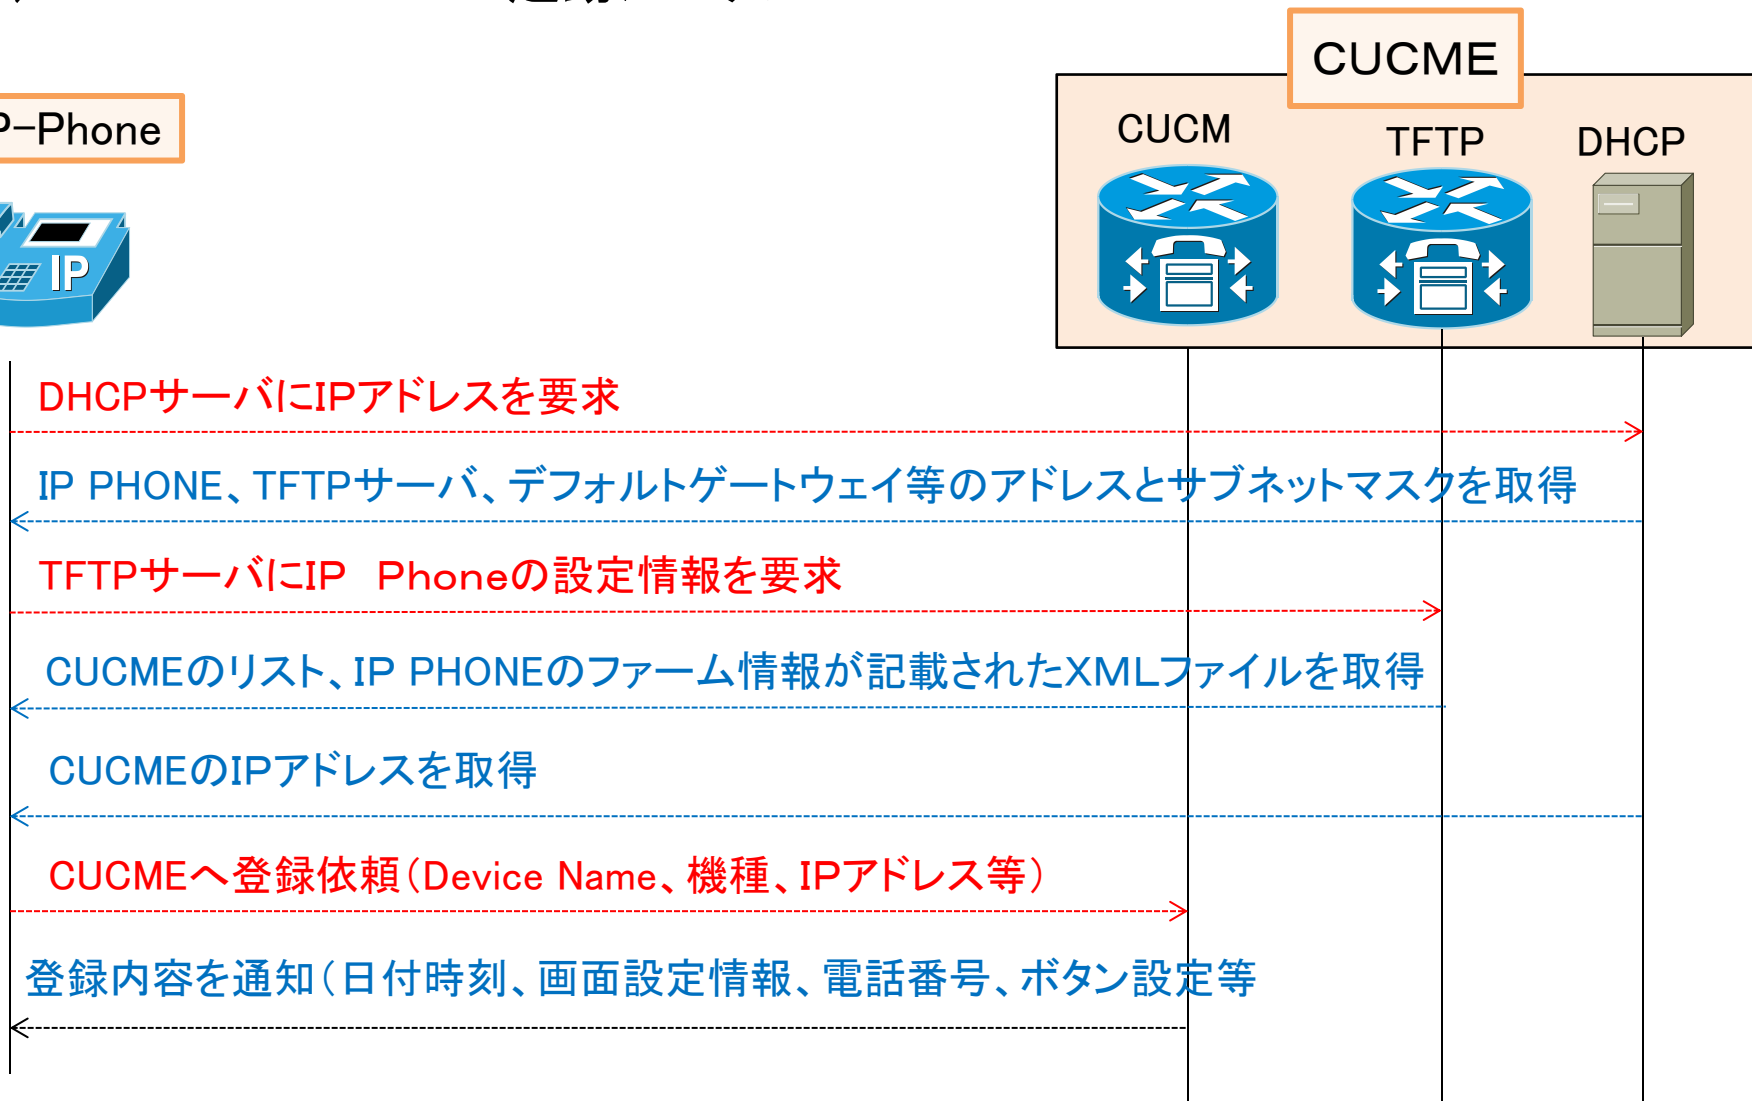 CUCME
P-Phone
CUCM
TFTP
DHCP
IP
DHCPサーバにIPアドレスを要求
IP PHONE、TFTPサーバ、デフォルトゲートウェイ等のアドレスとサブネットマスクを取得
TFTPサーバにIP　Phoneの設定情報を要求
CUCMEのリスト、IP PHONEのファーム情報が記載されたXMLファイルを取得
CUCMEのIPアドレスを取得
CUCMEへ登録依頼（Device Name、機種、IPアドレス等）
登録内容を通知（日付時刻、画面設定情報、電話番号、ボタン設定等